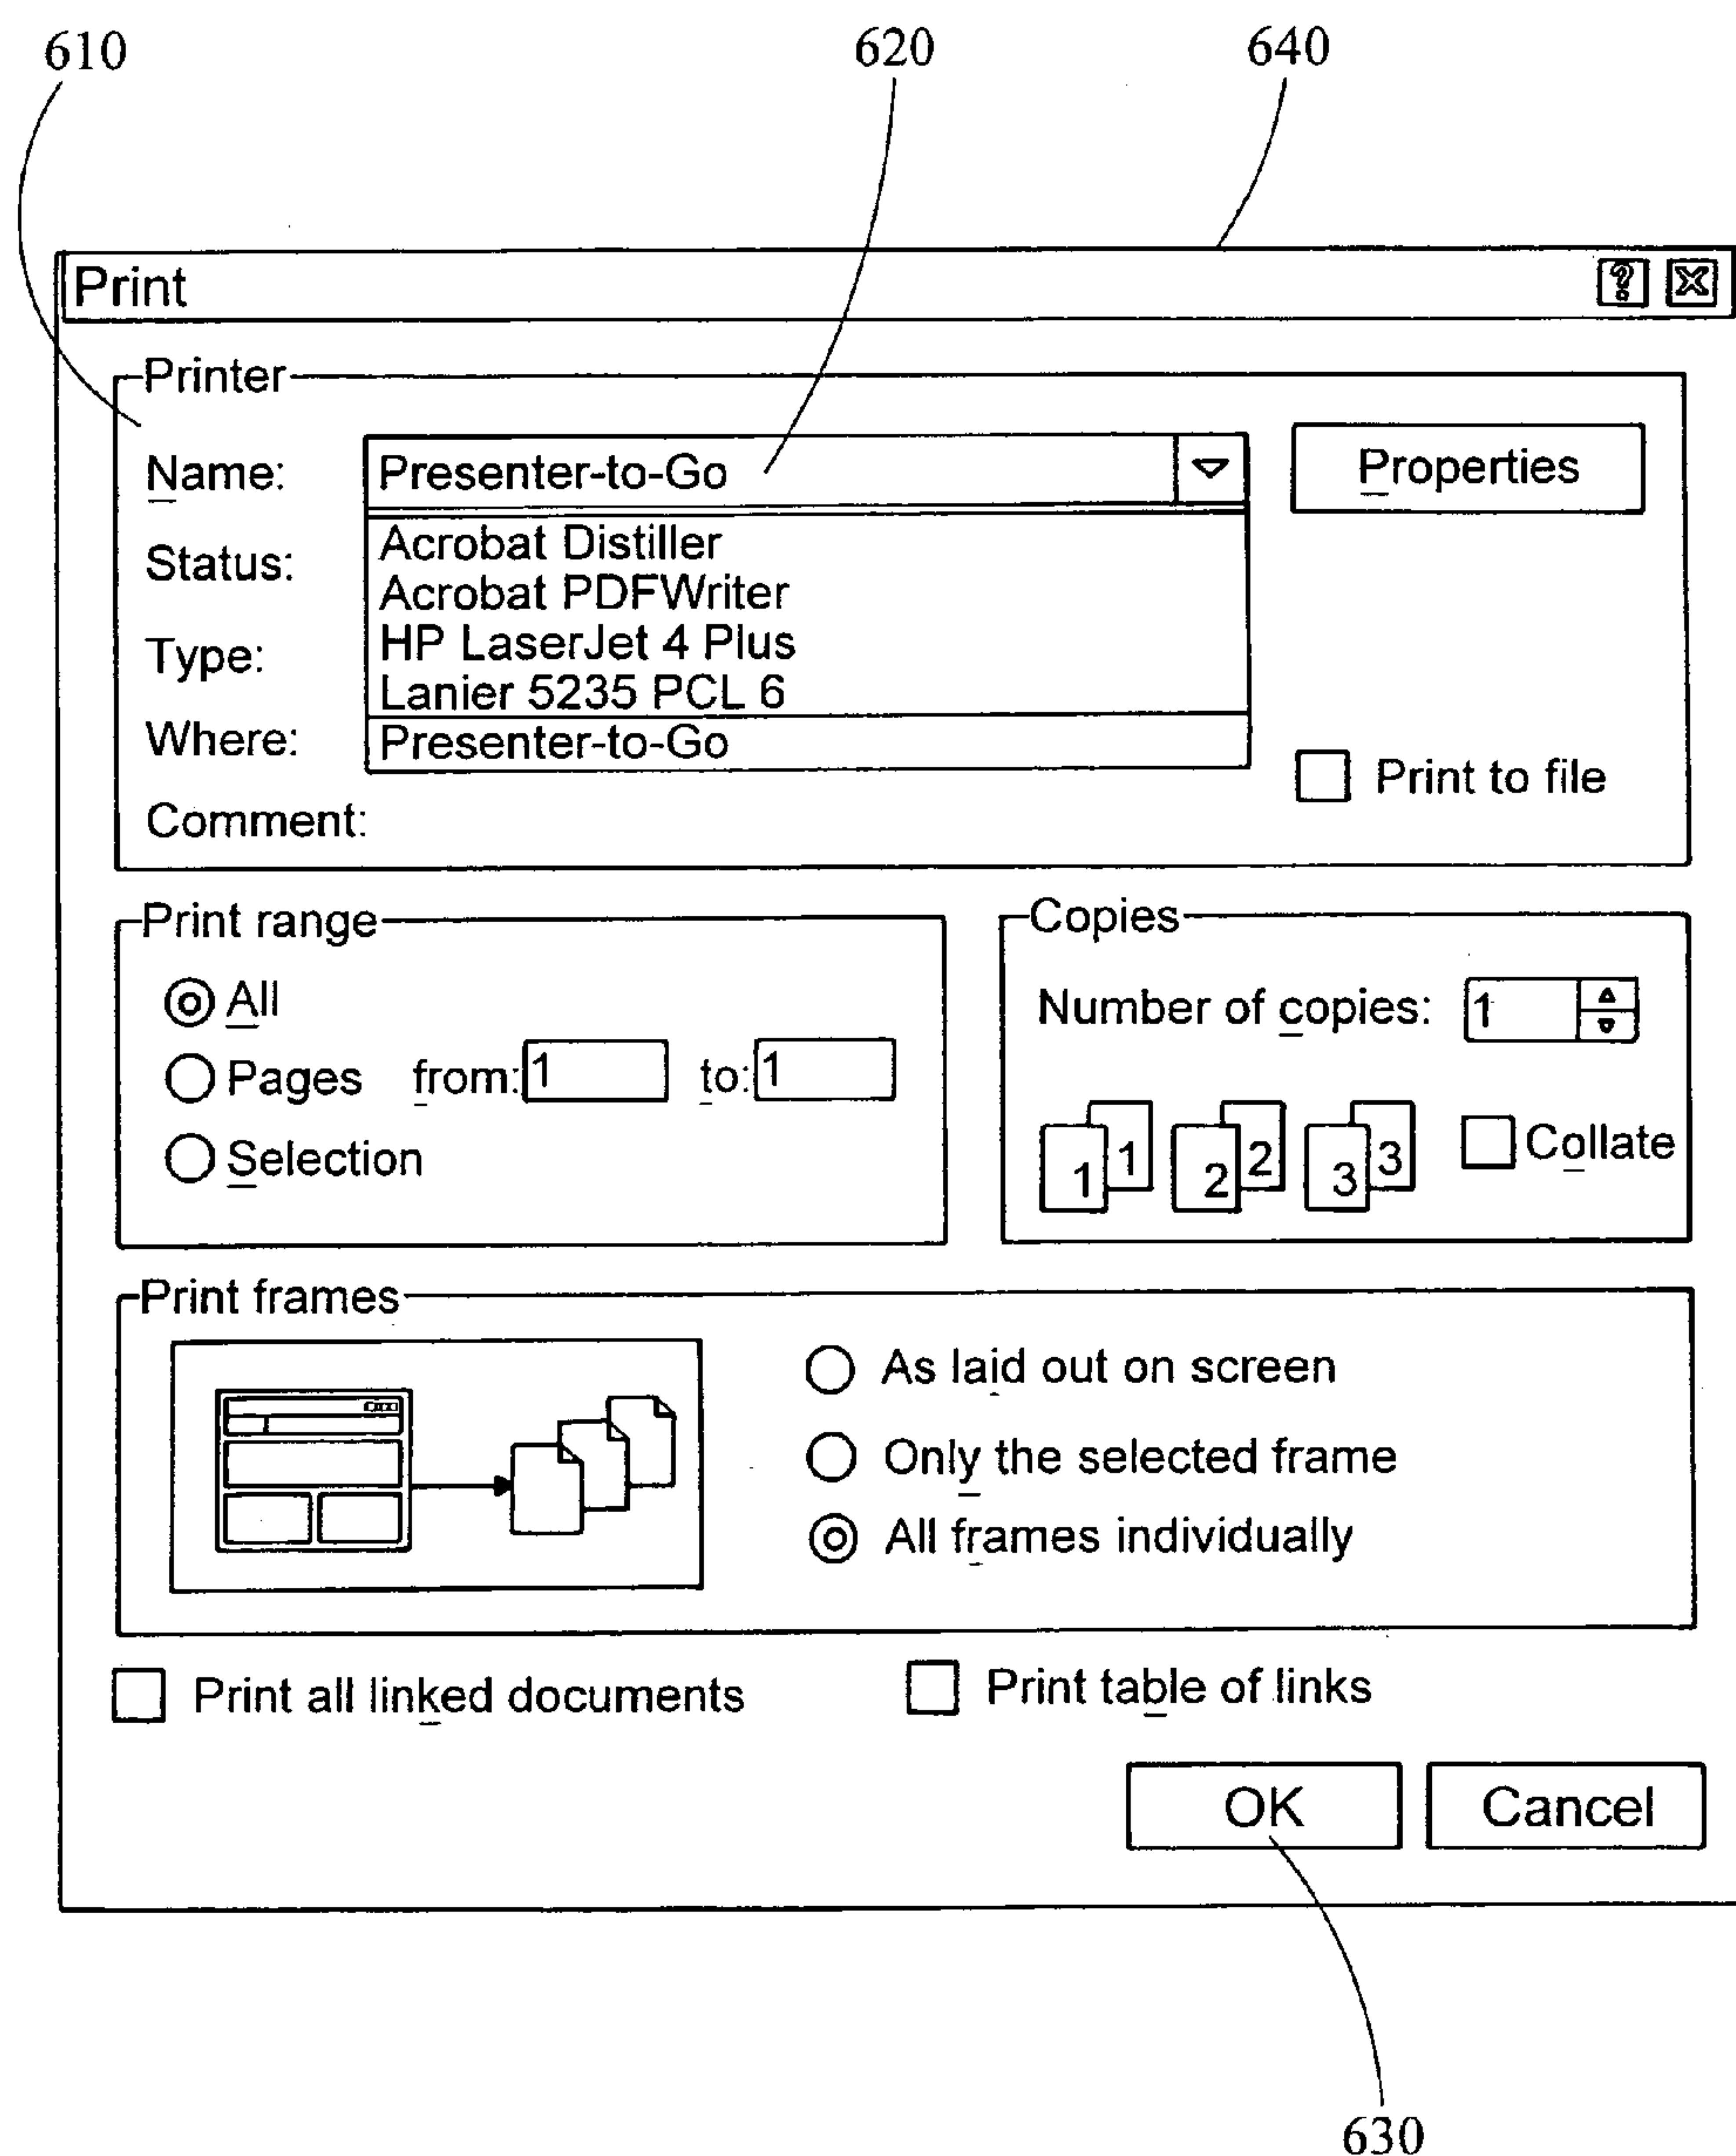 610 620 640
Print
Printer
Name: Presenter-to-Go Properties
Acrobat Distiller
Status:
Acrobat PDFWriter
HP LaserJet 4 Plus
Type:
Lanier 5235 PCL 6
Where: Presenter-to-Go
Print to file
Comment:
Print range
All
Pages from: 1 to: 1
Selection
Copies
Number of copies: 1
1 1 2 2 3 3 Collate
Print frames
As laid out on screen
Only the selected frame
All frames individually
Print all linked documents Print table of links
OK Cancel
630